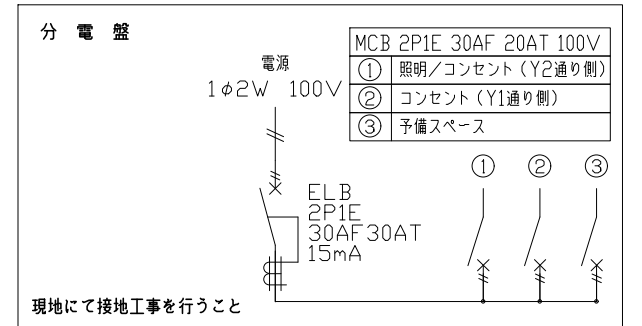 分電盤
MCB 2P1E 30AF 20AT 100V
① 照明/コンセント(Y2通り側)
② コンセント(Y1通り側)
③ 予備スペース
電源
1φ2W 100V
① ② ③
ELB
2P1E
30AF30AT
15mA
現地にて接地工事を行うこと